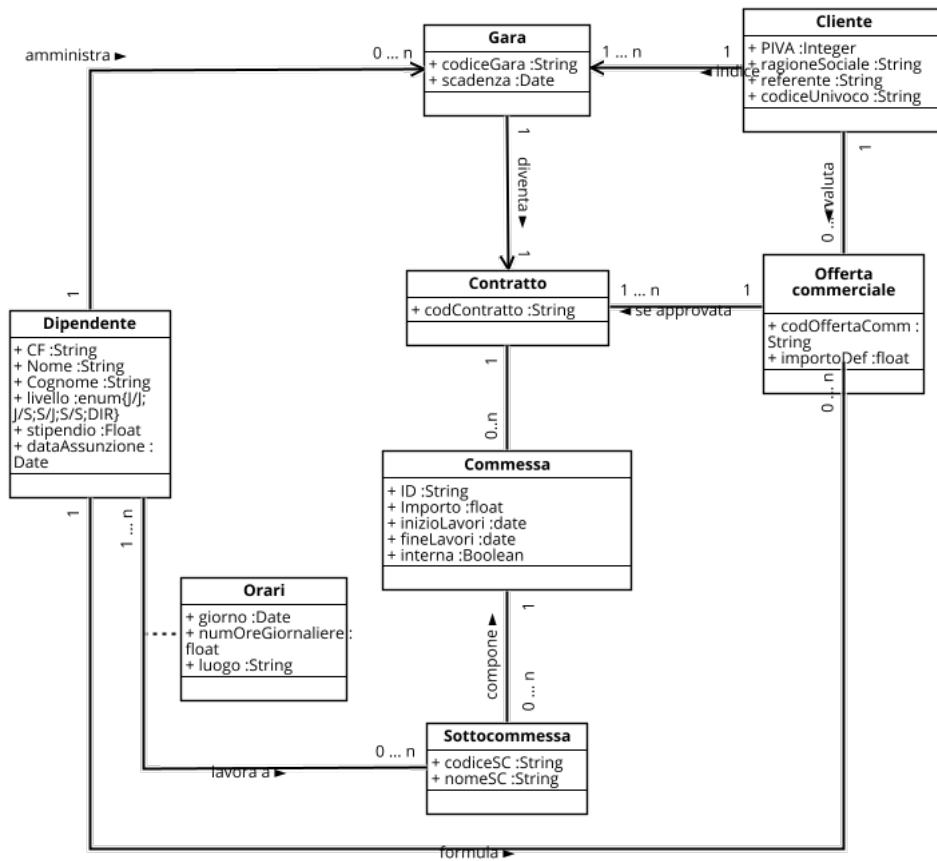 amministra ►
0 ... n
Gara
+ codiceGara :String
+ scadenza :Date
1 ... n
1
◄ indice
Cliente
+ PIVA :Integer
+ ragioneSociale :String
+ referente :String
+ codiceUnivoco :String
1
diventa ►
1
1
valuta ►
0 ... n
1
Contratto
+ codContratto :String
1 ... n
1
◄ se approvata
Offerta
commerciale
+ codOffertaComm :
String
+ importoDef :float
0 ... n
Dipendente
+ CF :String
+ Nome :String
+ Cognome :String
+ livello :enum{J/J;
J/S;S/J;S/S;DIR}
+ stipendio :Float
+ dataAssunzione :
Date
1
1 ... n
1
0..n
Commessa
+ ID :String
+ Importo :float
+ inizioLavori :date
+ fineLavori :date
+ interna :Boolean
Orari
+ giorno :Date
+ numOreGiornaliere :
float
+ luogo :String
1
compone ►
0 ... n
Sottocommessa
+ codiceSC :String
+ nomeSC :String
0 ... n
lavora a ►
formula ►